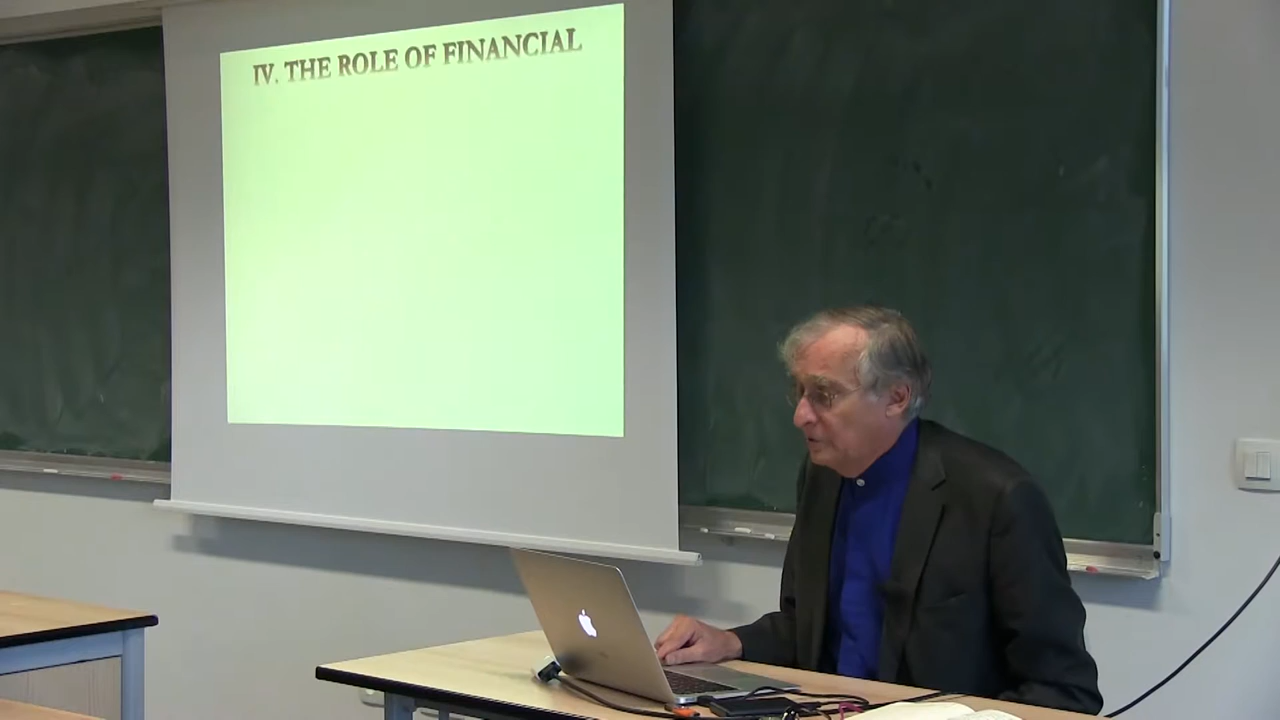 IV. THE ROLE OF FINANCIAL